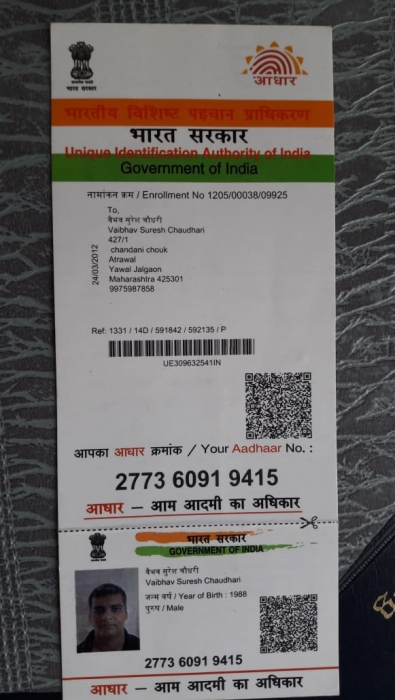 भारत सरकार
आधार
भारतीय विशिष्ट पहचान प्राधिकरण
भारत सरकार
Unique Identification Authority of India
Government of India
नामांकन क्रम / Enrollment No 1205/00038/09925
To,
वैभव सुरेश चौधरी
Vaibhav Suresh Chaudhari
427/1
chandani chouk
Atrawal
Yawal Jalgaon
Maharashtra 425301
9975987858
24/03/2012
Ref: 1331 / 14D / 591842 / 592135 / P
UE309632541IN
आपका आधार क्रमांक / Your Aadhaar No. :
2773 6091 9415
आधार — आम आदमी का अधिकार
भारत सरकार
GOVERNMENT OF INDIA
वैभव सुरेश चौधरी
Vaibhav Suresh Chaudhari
जन्म वर्ष / Year of Birth : 1988
पुरुष / Male
2773 6091 9415
आधार — आम आदमी का अधिकार